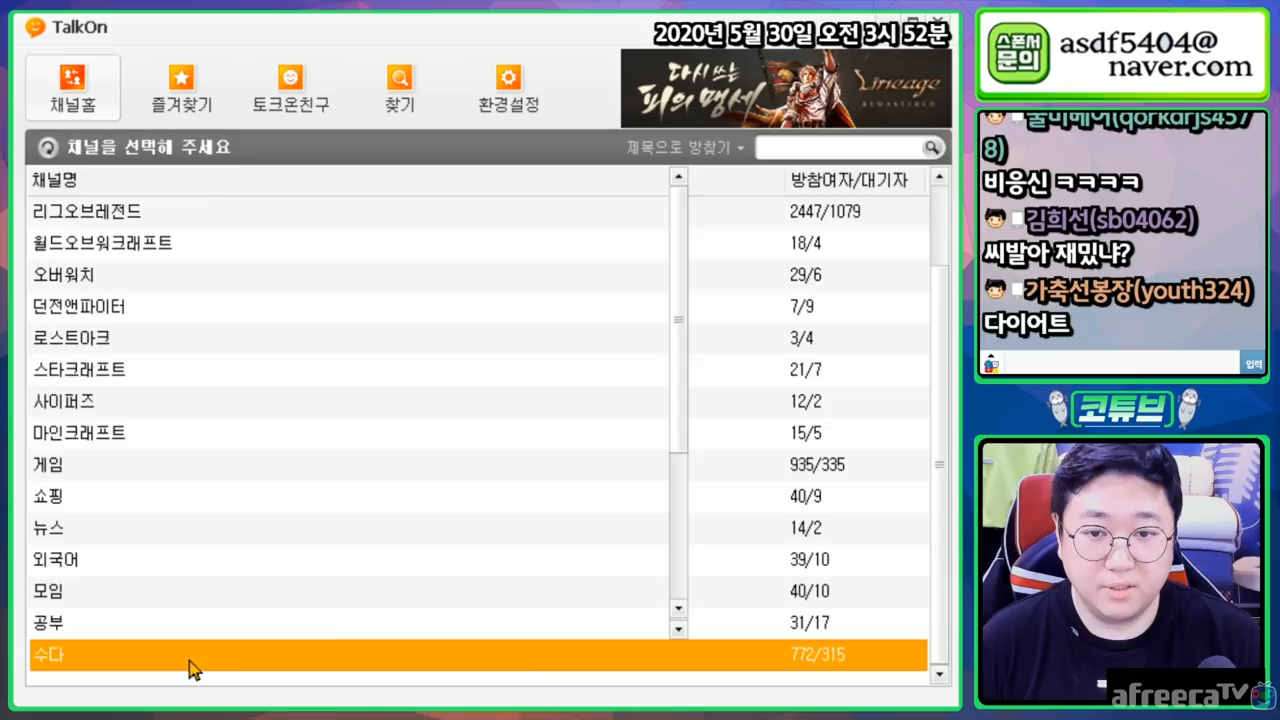 TalkOn
2020년 5월 30일 오전 3시 52분
채널홈
즐겨찾기
토크온친구
찾기
환경설정
다시쓰는
피의 맹세
Lineage
REMASTERED
채널을 선택해 주세요
제목으로 방찾기
채널명 방참여자/대기자
리그오브레전드 2447/1079
월드오브워크래프트 18/4
오버워치 29/6
던전앤파이터 7/9
로스트아크 3/4
스타크래프트 21/7
사이퍼즈 12/2
마인크래프트 15/5
게임 935/335
쇼핑 40/9
뉴스 14/2
외국어 39/10
모임 40/10
공부 31/17
수다 772/315
스폰서
문의
asdf5404@
naver.com
8)
비응신 ㅋㅋㅋㅋ
김희선(sb04062)
씨발아 재밌냐?
가축선봉장(youth324)
다이어트
입력
코튜브
afreecaTV